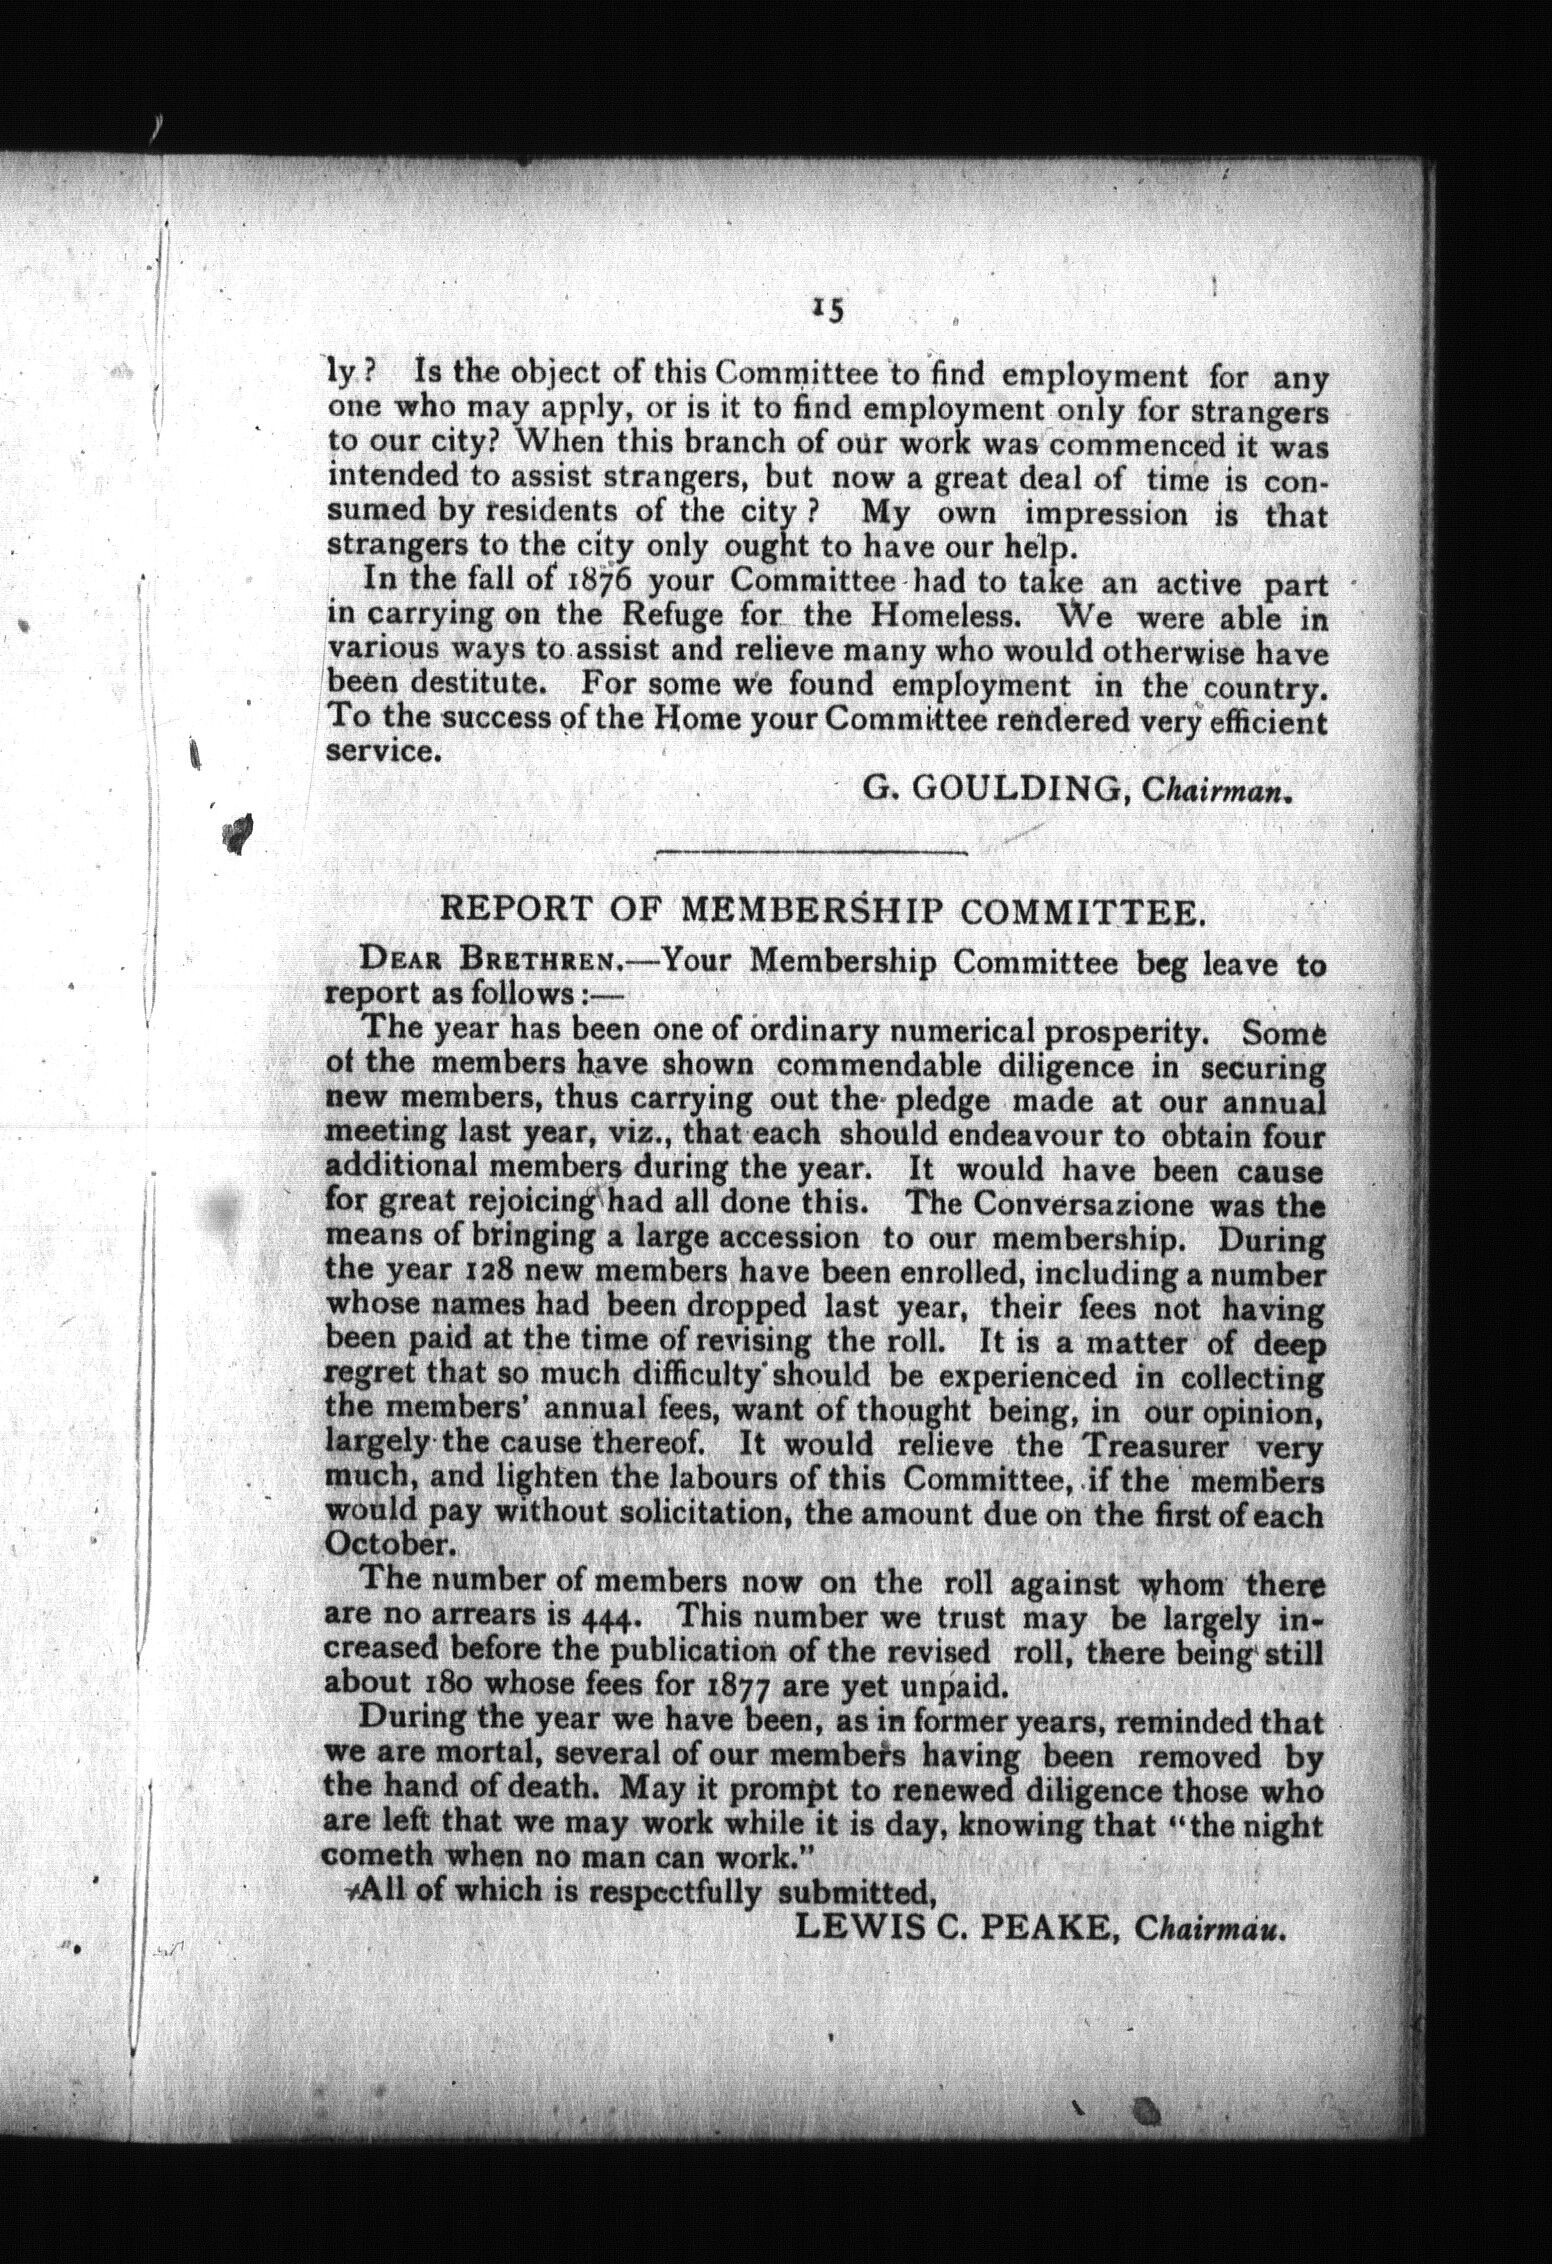 15
ly? Is the object of this Committee to find employment for any
one who may apply, or is it to find employment only for strangers
to our city? When this branch of our work was commenced it was
intended to assist strangers, but now a great deal of time is con-
sumed by residents of the city? My own impression is that
strangers to the city only ought to have our help.
In the fall of 1876 your Committee had to take an active part
in carrying on the Refuge for the Homeless. We were able in
various ways to assist and relieve many who would otherwise have
been destitute. For some we found employment in the country.
To the success of the Home your Committee rendered very efficient
service.
G. GOULDING, Chairman.
REPORT OF MEMBERSHIP COMMITTEE.
DEAR BRETHREN.—Your Membership Committee beg leave to
report as follows:—
The year has been one of ordinary numerical prosperity. Some
of the members have shown commendable diligence in securing
new members, thus carrying out the pledge made at our annual
meeting last year, viz., that each should endeavour to obtain four
additional members during the year. It would have been cause
for great rejoicing had all done this. The Conversazione was the
means of bringing a large accession to our membership. During
the year 128 new members have been enrolled, including a number
whose names had been dropped last year, their fees not having
been paid at the time of revising the roll. It is a matter of deep
regret that so much difficulty should be experienced in collecting
the members' annual fees, want of thought being, in our opinion,
largely the cause thereof. It would relieve the Treasurer very
much, and lighten the labours of this Committee, if the members
would pay without solicitation, the amount due on the first of each
October.
The number of members now on the roll against whom there
are no arrears is 444. This number we trust may be largely in-
creased before the publication of the revised roll, there being still
about 180 whose fees for 1877 are yet unpaid.
During the year we have been, as in former years, reminded that
we are mortal, several of our members having been removed by
the hand of death. May it prompt to renewed diligence those who
are left that we may work while it is day, knowing that "the night
cometh when no man can work."
All of which is respectfully submitted,
LEWIS C. PEAKE, Chairmau.